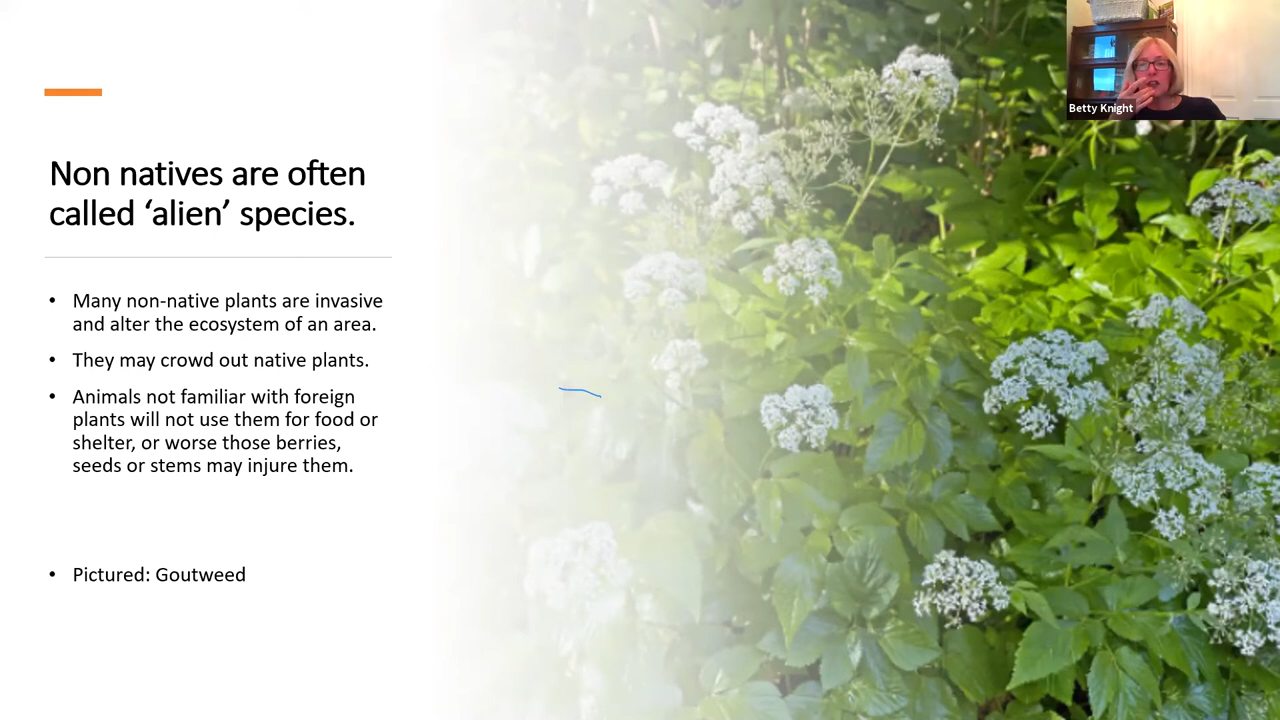 Betty Knight
Non natives are often
called ‘alien’ species.
• Many non-native plants are invasive
and alter the ecosystem of an area.
• They may crowd out native plants.
• Animals not familiar with foreign
plants will not use them for food or
shelter, or worse those berries,
seeds or stems may injure them.
• Pictured: Goutweed